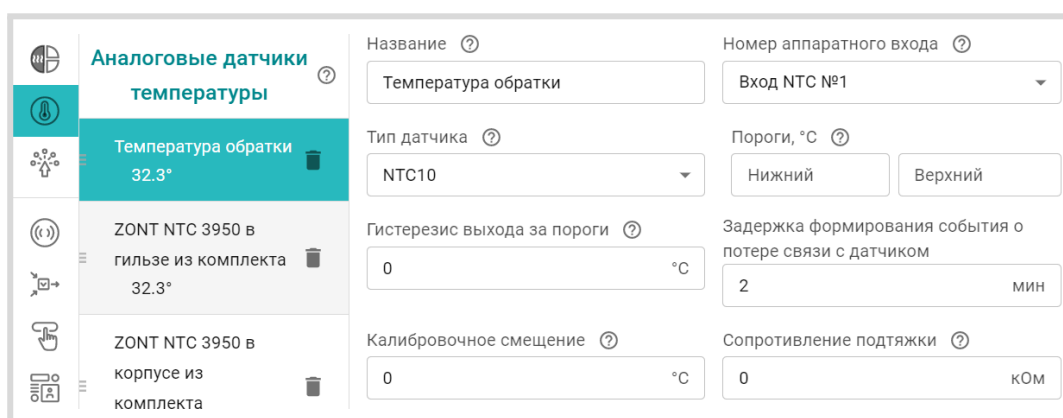 Аналоговые датчики
температуры
Температура обратки
32.3°
ZONT NTC 3950 в
гильзе из комплекта
32.3°
ZONT NTC 3950 в
корпусе из
комплекта
Название
Температура обратки
Номер аппаратного входа
Вход NTC №1
Тип датчика
NTC10
Пороги, °C
Нижний
Верхний
Гистерезис выхода за пороги
0 °C
Задержка формирования события о
потере связи с датчиком
2 мин
Калибровочное смещение
0 °C
Сопротивление подтяжки
0 кОм